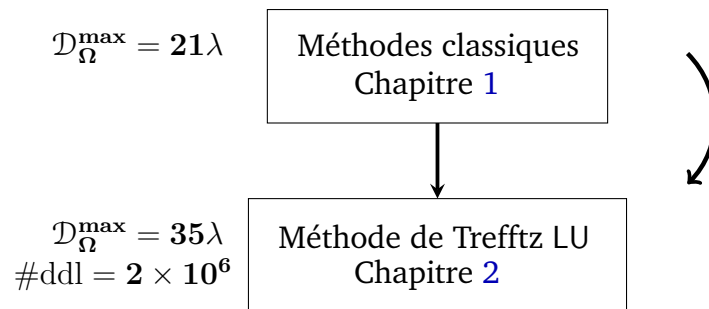 𝒟_Ω^max = 21λ
Méthodes classiques
Chapitre 1
𝒟_Ω^max = 35λ
#ddl = 2 × 10^6
Méthode de Trefftz LU
Chapitre 2